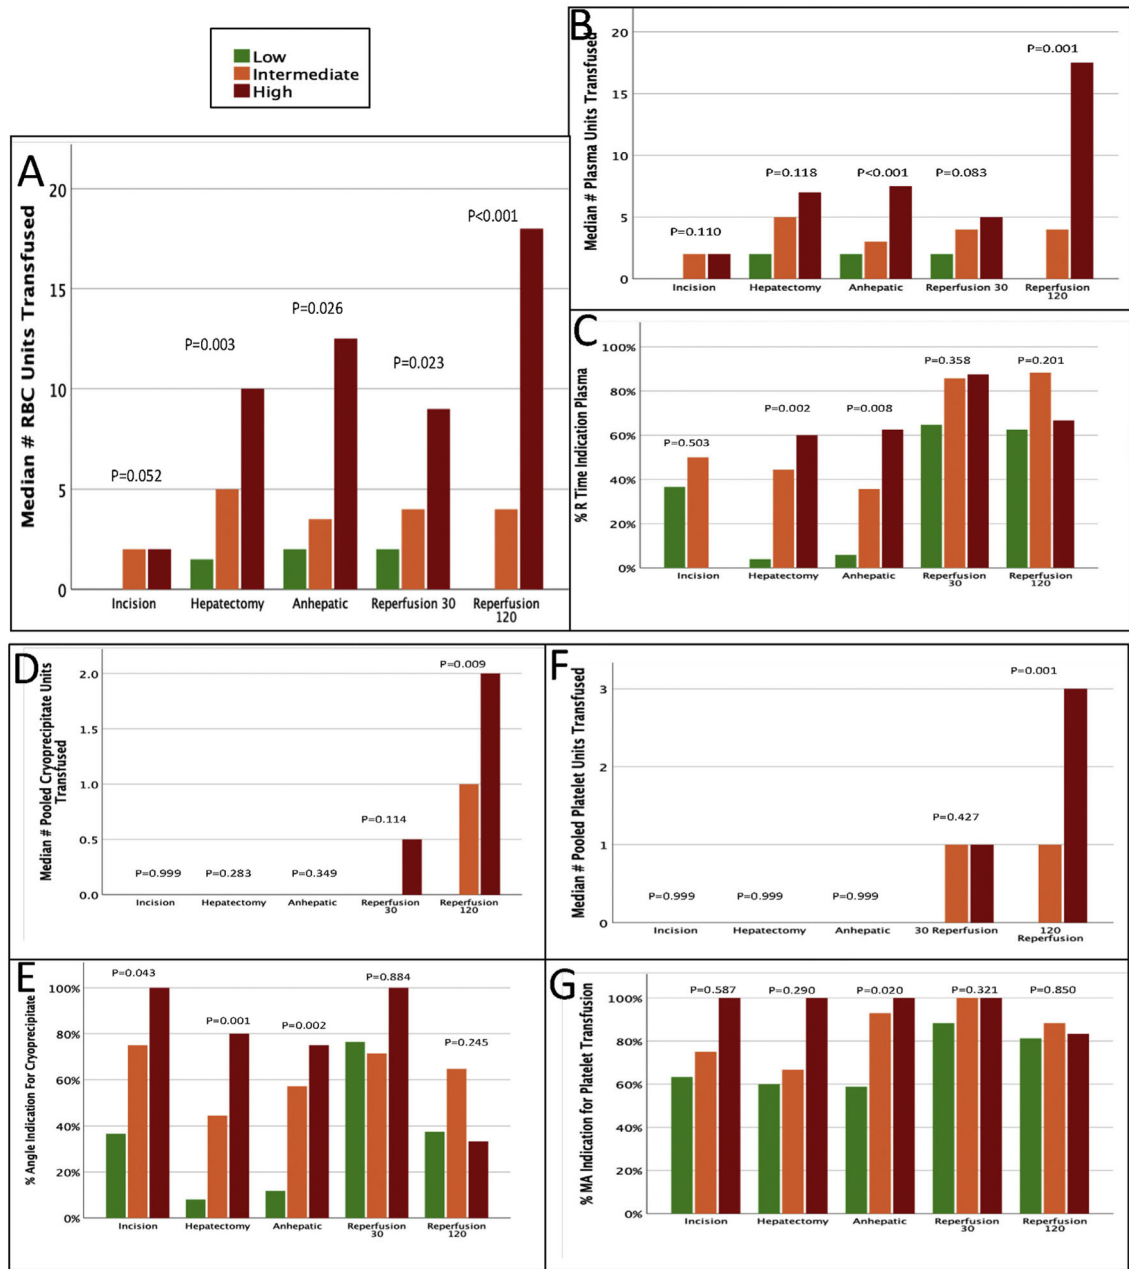 Low
Intermediate
High
A
Median # RBC Units Transfused
20
15
10
5
0
P=0.052
P=0.003
P=0.026
P=0.023
P<0.001
Incision
Hepatectomy
Anhepatic
Reperfusion 30
Reperfusion
120
B
Median # Plasma Units Transfused
20
15
10
5
0
P=0.110
P=0.118
P<0.001
P=0.083
P=0.001
Incision
Hepatectomy
Anhepatic
Reperfusion 30
Reperfusion
120
C
% R Time Indication Plasma
100%
80%
60%
40%
20%
0%
P=0.503
P=0.002
P=0.008
P=0.358
P=0.201
Incision
Hepatectomy
Anhepatic
Reperfusion
30
Reperfusion
120
D
Median # Pooled Cryoprecipitate Units
Transfused
2.0
1.5
1.0
0.5
0.0
P=0.999
P=0.283
P=0.349
P=0.114
P=0.009
Incision
Hepatectomy
Anhepatic
Reperfusion
30
Reperfusion
120
F
Median # Pooled Platelet Units Transfused
3
2
1
0
P=0.999
P=0.999
P=0.999
P=0.427
P=0.001
Incision
Hepatectomy
Anhepatic
30 Reperfusion
120
Reperfusion
E
% Angle Indication For Cryoprecipitate
100%
80%
60%
40%
20%
0%
P=0.043
P=0.001
P=0.002
P=0.884
P=0.245
Incision
Hepatectomy
Anhepatic
Reperfusion
30
Reperfusion
120
G
% MA Indication for Platelet Transfusion
100%
80%
60%
40%
20%
0%
P=0.587
P=0.290
P=0.020
P=0.321
P=0.850
Incision
Hepatectomy
Anhepatic
Reperfusion
30
Reperfusion
120